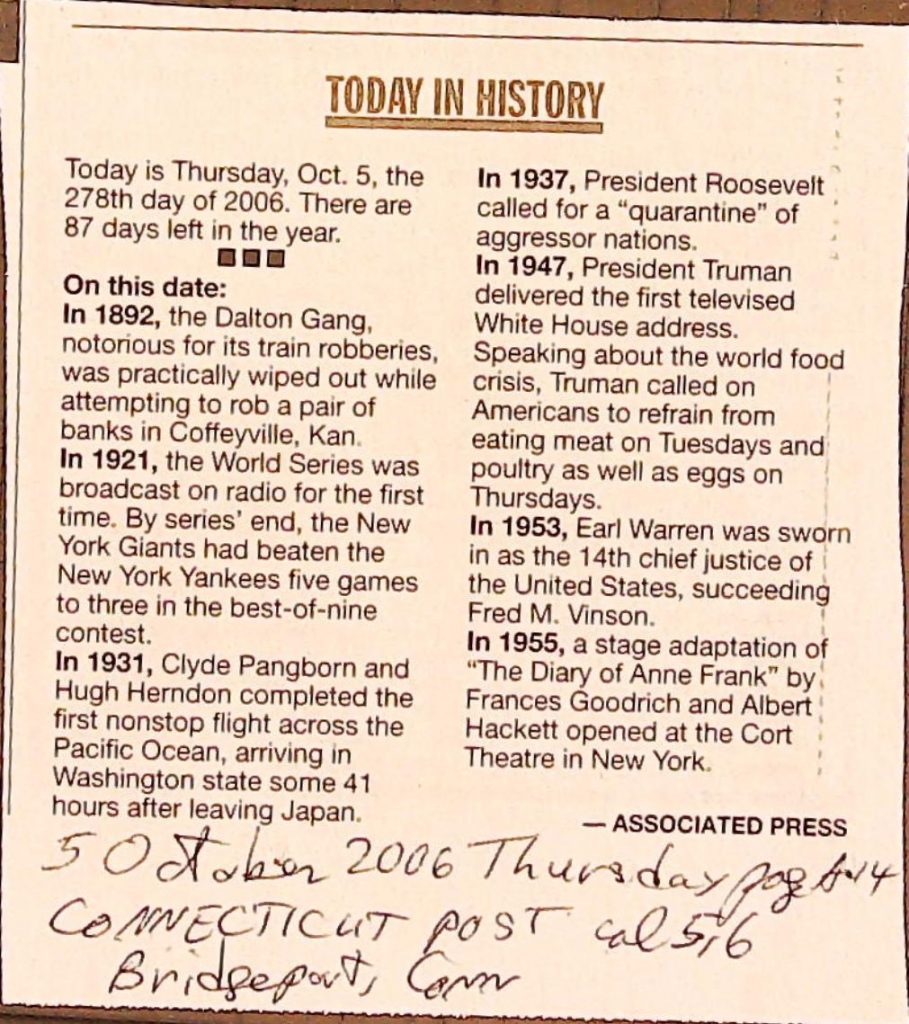 TODAY IN HISTORY
Today is Thursday, Oct. 5, the
278th day of 2006. There are
87 days left in the year.
On this date:
In 1892, the Dalton Gang,
notorious for its train robberies,
was practically wiped out while
attempting to rob a pair of
banks in Coffeyville, Kan.
In 1921, the World Series was
broadcast on radio for the first
time. By series' end, the New
York Giants had beaten the
New York Yankees five games
to three in the best-of-nine
contest.
In 1931, Clyde Pangborn and
Hugh Herndon completed the
first nonstop flight across the
Pacific Ocean, arriving in
Washington state some 41
hours after leaving Japan.
In 1937, President Roosevelt
called for a "quarantine" of
aggressor nations.
In 1947, President Truman
delivered the first televised
White House address.
Speaking about the world food
crisis, Truman called on
Americans to refrain from
eating meat on Tuesdays and
poultry as well as eggs on
Thursdays.
In 1953, Earl Warren was sworn
in as the 14th chief justice of
the United States, succeeding
Fred M. Vinson.
In 1955, a stage adaptation of
"The Diary of Anne Frank" by
Frances Goodrich and Albert
Hackett opened at the Cort
Theatre in New York.
— ASSOCIATED PRESS
5 October 2006 Thursday pag A-14
CONNECTICUT POST col 5,6
Bridgeport, Conn